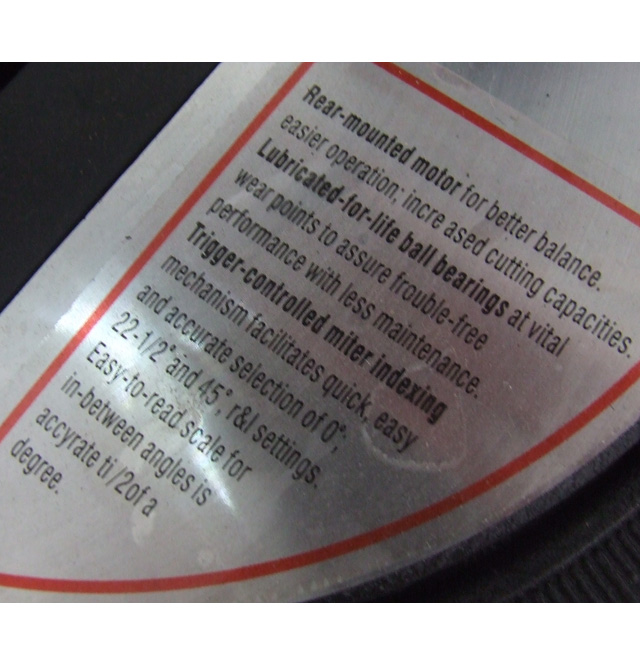 Rear-mounted motor for better balance.
easier operation; incre ased cutting capacities.
Lubricated-for-life ball bearings at vital
wear points to assure frouble-free
performance with less maintenance.
Trigger-controlled miter indexing
mechanism facilitates quick, easy
and accurate selection of 0°,
22-1/2° and 45°, r&l settings.
Easy-to-read scale for
in-between angles is
accyrate ti /2of a
degree.